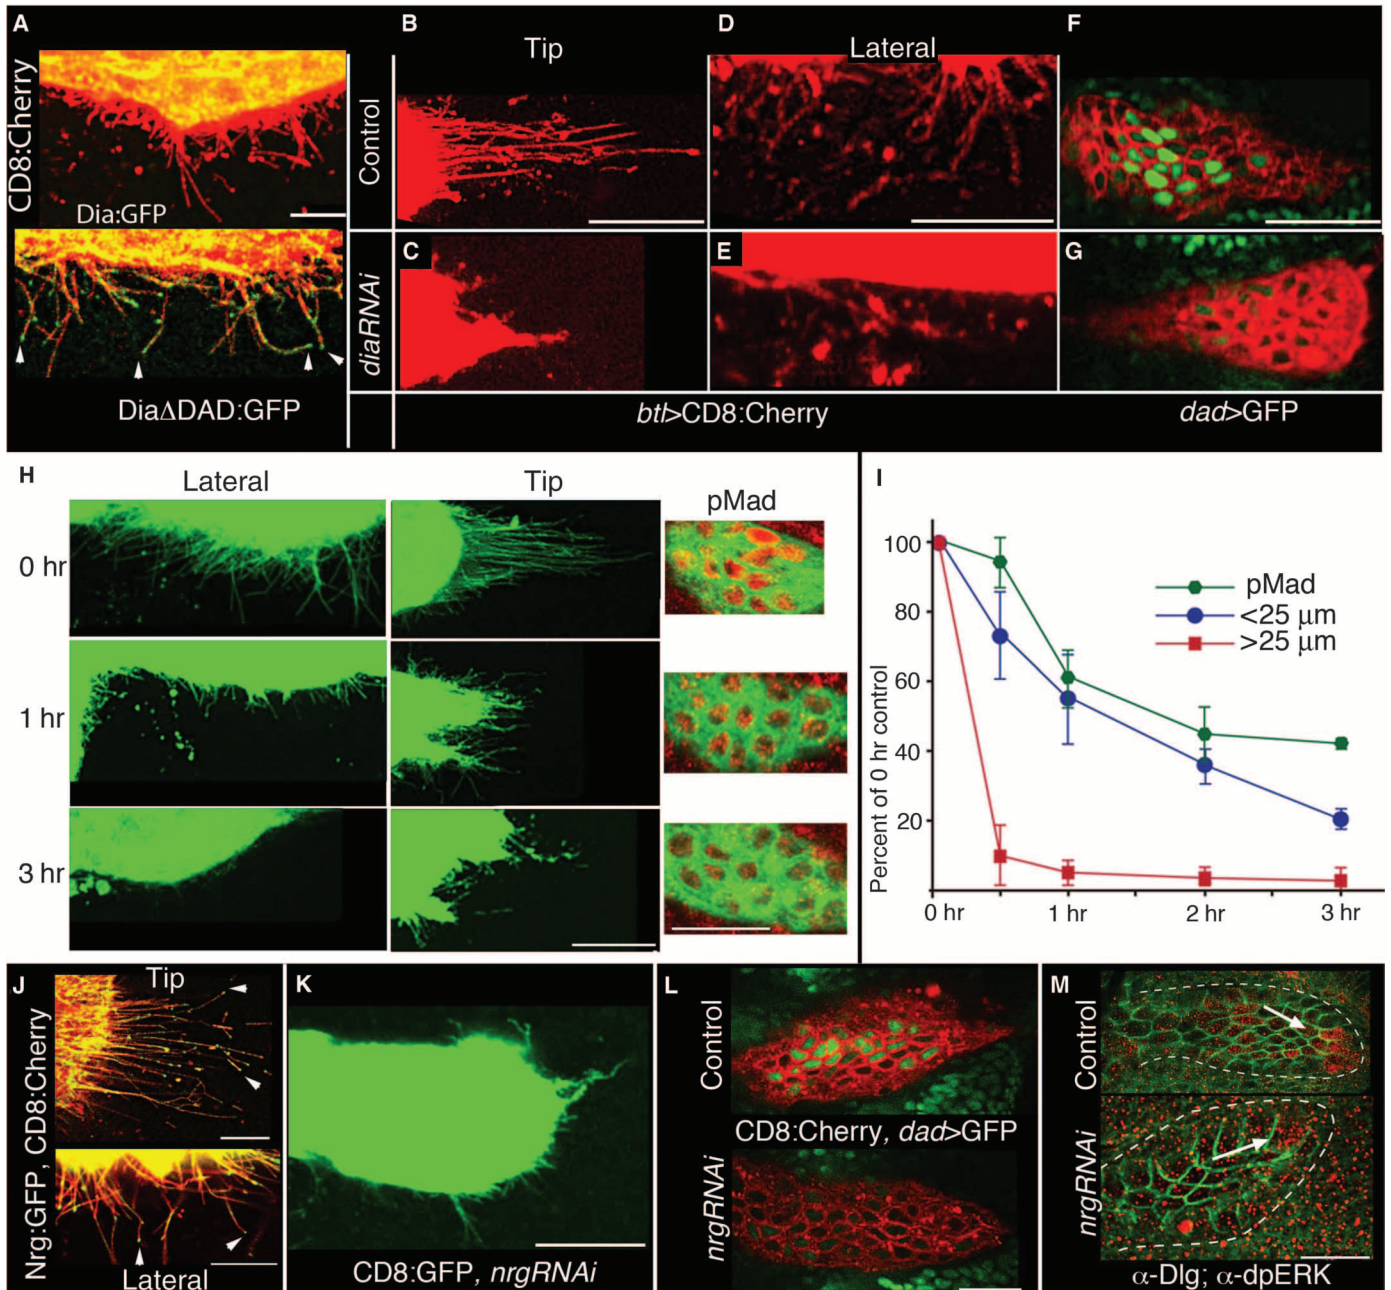 A
B
D
F
Tip
Lateral
CD8:Cherry
Control
Dia:GFP
C
E
G
diaRNAi
DiaΔDAD:GFP
btl>CD8:Cherry
dad>GFP
H
Lateral
Tip
pMad
0 hr
1 hr
3 hr
I
100
80
60
40
20
Percent of 0 hr control
pMad
<25 μm
>25 μm
0 hr
1 hr
2 hr
3 hr
J
Tip
Nrg:GFP, CD8:Cherry
Lateral
K
CD8:GFP, nrgRNAi
L
Control
CD8:Cherry, dad>GFP
nrgRNAi
M
Control
nrgRNAi
α-Dlg; α-dpERK